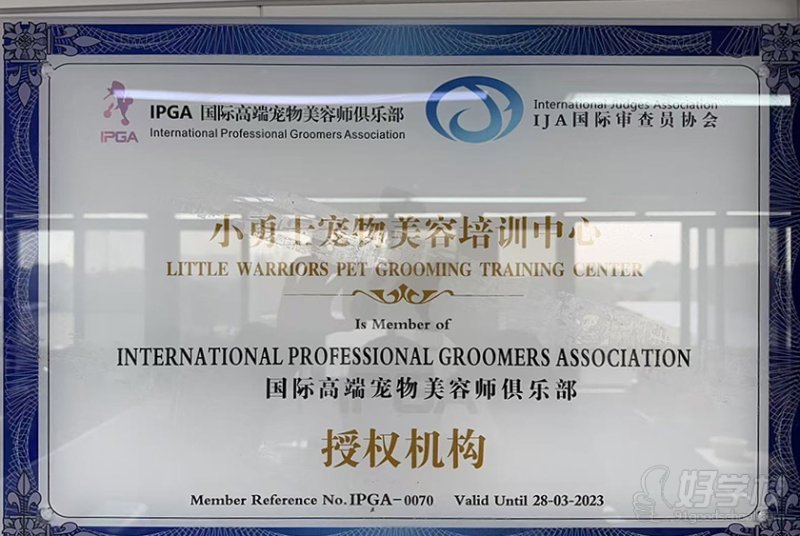 IPGA
IPGA 国际高端宠物美容师俱乐部
International Professional Groomers Association
International Judges Association
IJA国际审查员协会
小勇士宠物美容培训中心
LITTLE WARRIORS PET GROOMING TRAINING CENTER
Is Member of
INTERNATIONAL PROFESSIONAL GROOMERS ASSOCIATION
国际高端宠物美容师俱乐部
授权机构
Member Reference No. IPGA-0070 Valid Until 28-03-2023
好学校